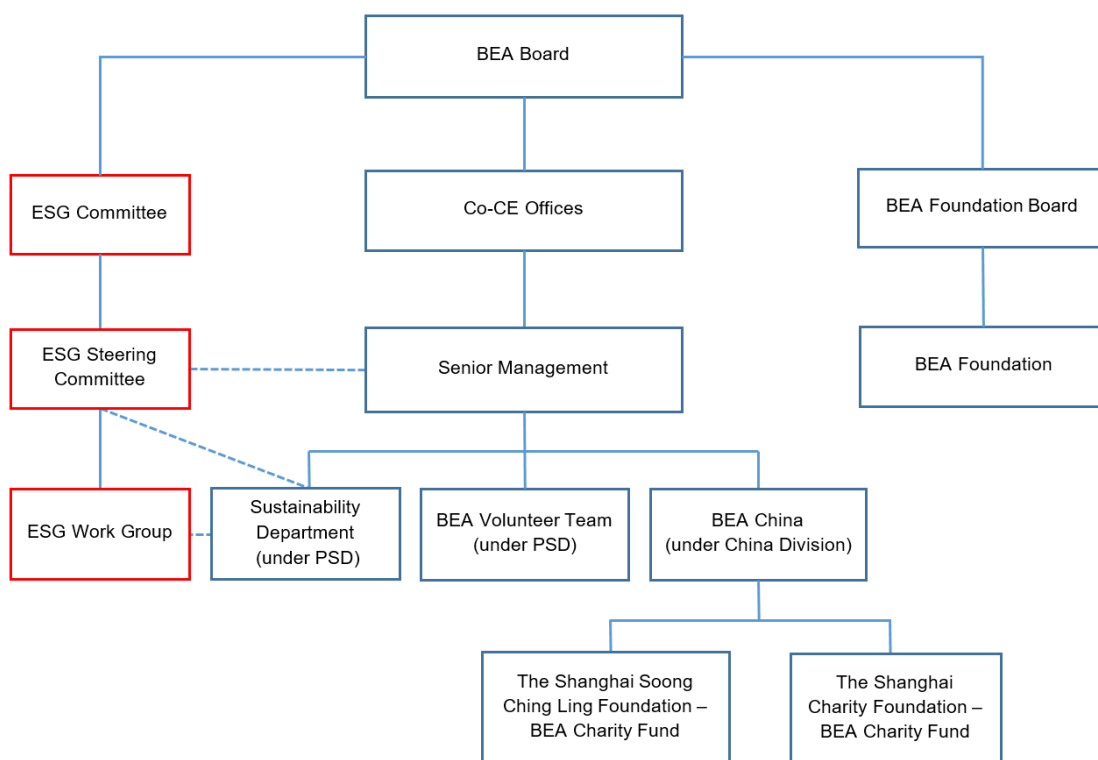 BEA Board
ESG Committee
Co-CE Offices
BEA Foundation Board
ESG Steering
Committee
Senior Management
BEA Foundation
ESG Work Group
Sustainability
Department
(under PSD)
BEA Volunteer Team
(under PSD)
BEA China
(under China Division)
The Shanghai Soong
Ching Ling Foundation –
BEA Charity Fund
The Shanghai
Charity Foundation –
BEA Charity Fund